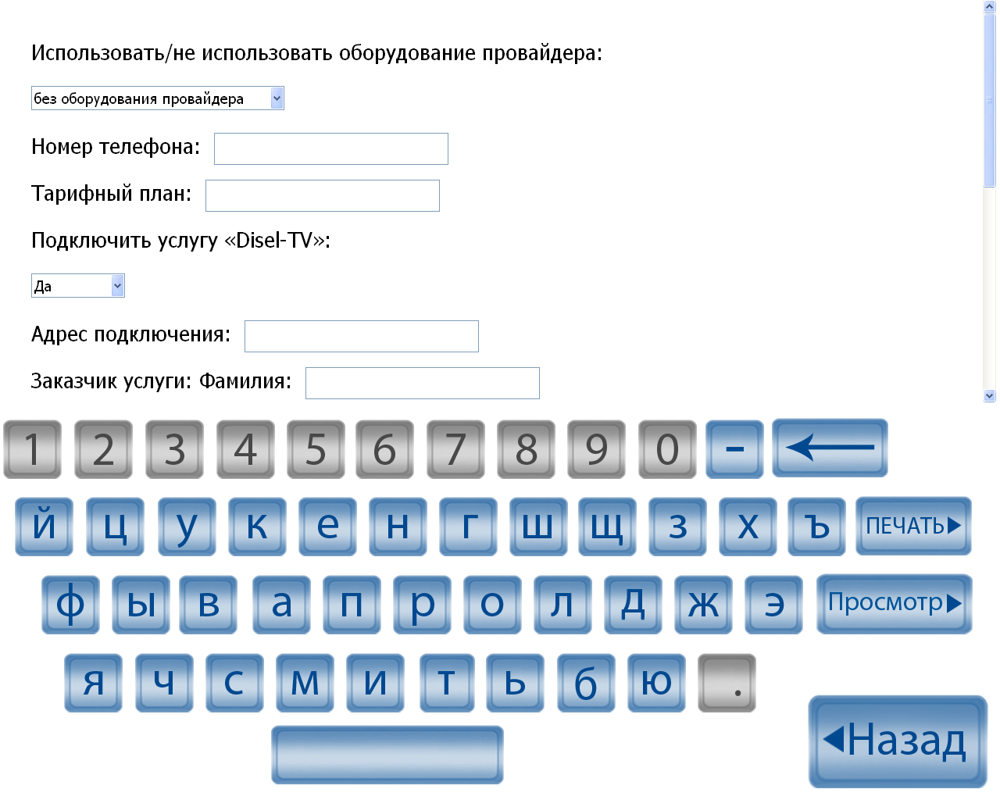 Использовать/не использовать оборудование провайдера:
без оборудования провайдера
Номер телефона:
Тарифный план:
Подключить услугу «Disel-TV»:
Да
Адрес подключения:
Заказчик услуги: Фамилия:
1 2 3 4 5 6 7 8 9 0 -
й ц у к е н г ш щ з х ъ ПЕЧАТЬ
ф ы в а п р о л д ж э Просмотр
я ч с м и т ь б ю .
Назад